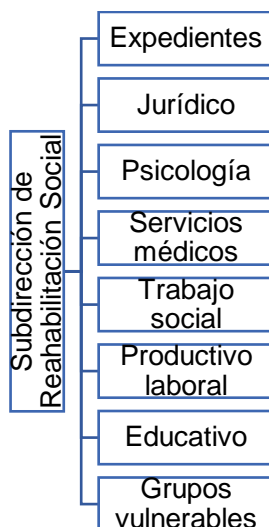 Subdirección de
Reahabilitación Social
Expedientes
Jurídico
Psicología
Servicios
médicos
Trabajo
social
Productivo
laboral
Educativo
Grupos
vulnerables